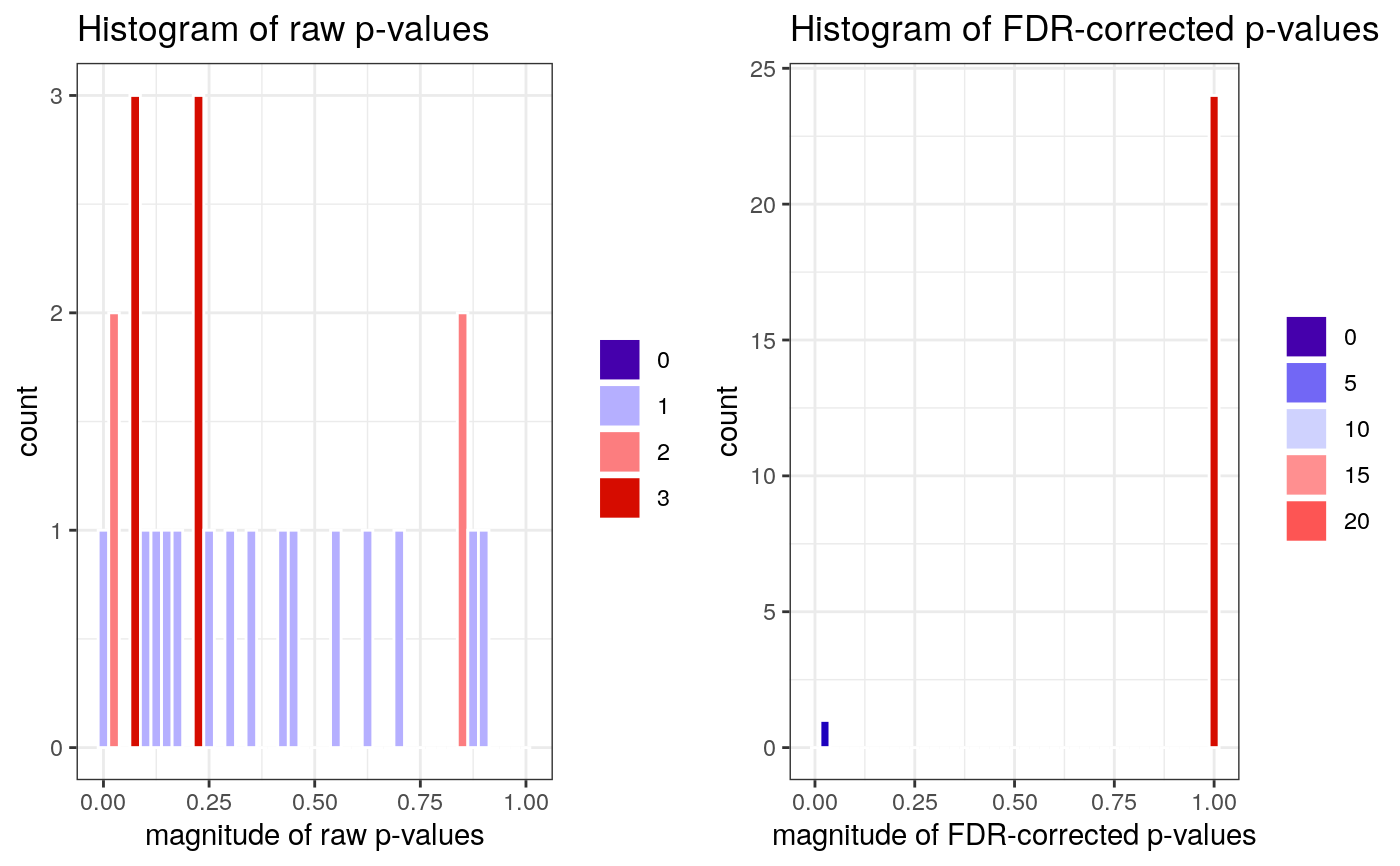 Histogram of raw p-values
3
2
1
0
count
0.00 0.25 0.50 0.75 1.00
magnitude of raw p-values
0
1
2
3
Histogram of FDR-corrected p-values
25
20
15
10
5
0
count
0.00 0.25 0.50 0.75 1.00
magnitude of FDR-corrected p-values
0
5
10
15
20